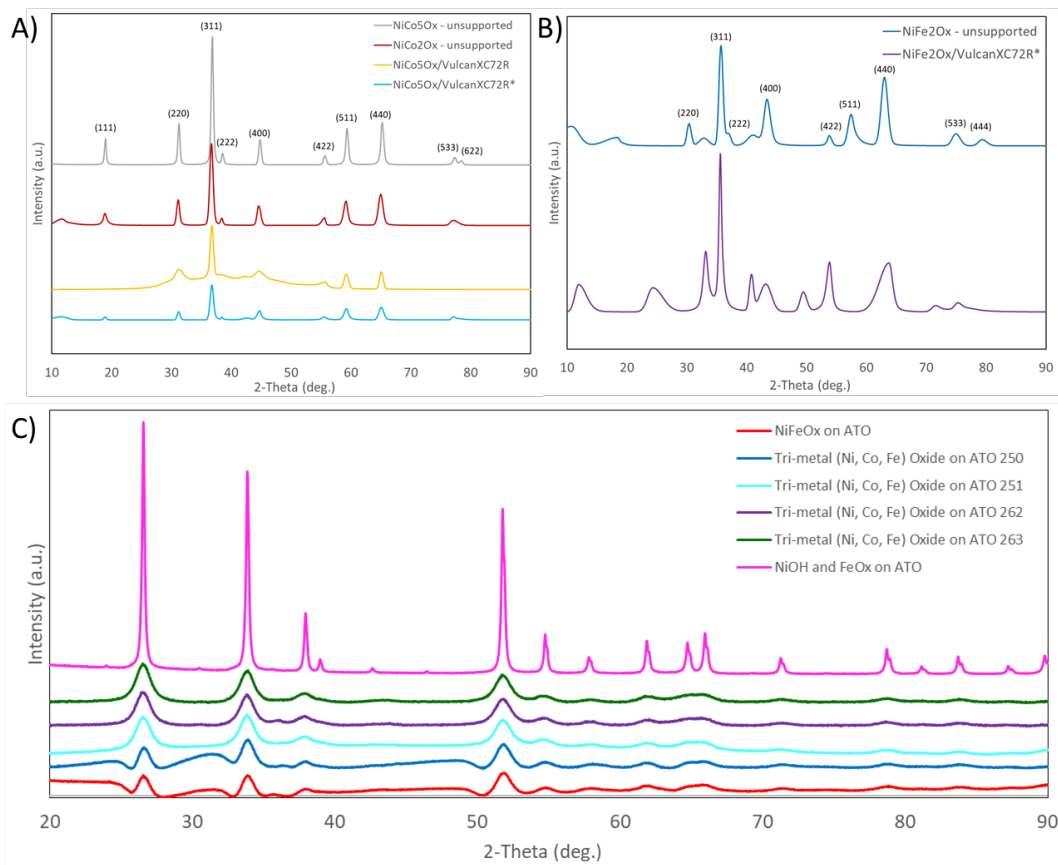 A)
NiCo5Ox - unsupported
NiCo2Ox - unsupported
NiCo5Ox/VulcanXC72R
NiCo5Ox/VulcanXC72R*
(311)
(111)
(220)
(222)
(400)
(422)
(511)
(440)
(533)
(622)
Intensity (a.u.)
10
20
30
40
50
60
70
80
90
2-Theta (deg.)
B)
NiFe2Ox - unsupported
NiFe2Ox/VulcanXC72R*
(311)
(220)
(222)
(400)
(422)
(511)
(440)
(533)
(444)
Intensity (a.u.)
10
20
30
40
50
60
70
80
90
2-Theta (deg.)
C)
NiFeOx on ATO
Tri-metal (Ni, Co, Fe) Oxide on ATO 250
Tri-metal (Ni, Co, Fe) Oxide on ATO 251
Tri-metal (Ni, Co, Fe) Oxide on ATO 262
Tri-metal (Ni, Co, Fe) Oxide on ATO 263
NiOH and FeOx on ATO
Intensity (a.u.)
20
30
40
50
60
70
80
90
2-Theta (deg.)